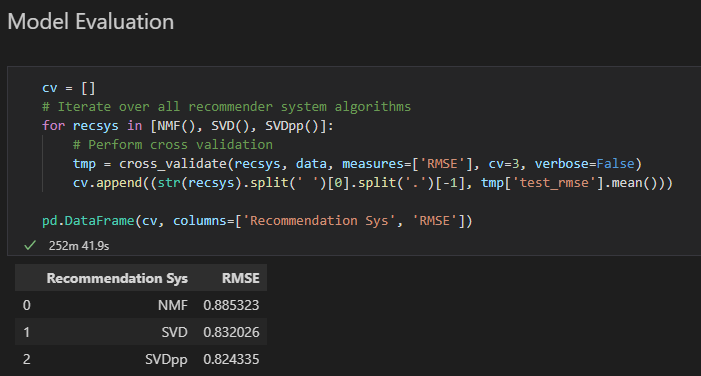 Model Evaluation
cv = []
# Iterate over all recommender system algorithms
for recsys in [NMF(), SVD(), SVDpp()]:
    # Perform cross validation
    tmp = cross_validate(recsys, data, measures=['RMSE'], cv=3, verbose=False)
    cv.append((str(recsys).split(' ')[0].split('.')[-1], tmp['test_rmse'].mean()))
pd.DataFrame(cv, columns=['Recommendation Sys', 'RMSE'])
✓ 252m 41.9s
Recommendation Sys RMSE
0 NMF 0.885323
1 SVD 0.832026
2 SVDpp 0.824335